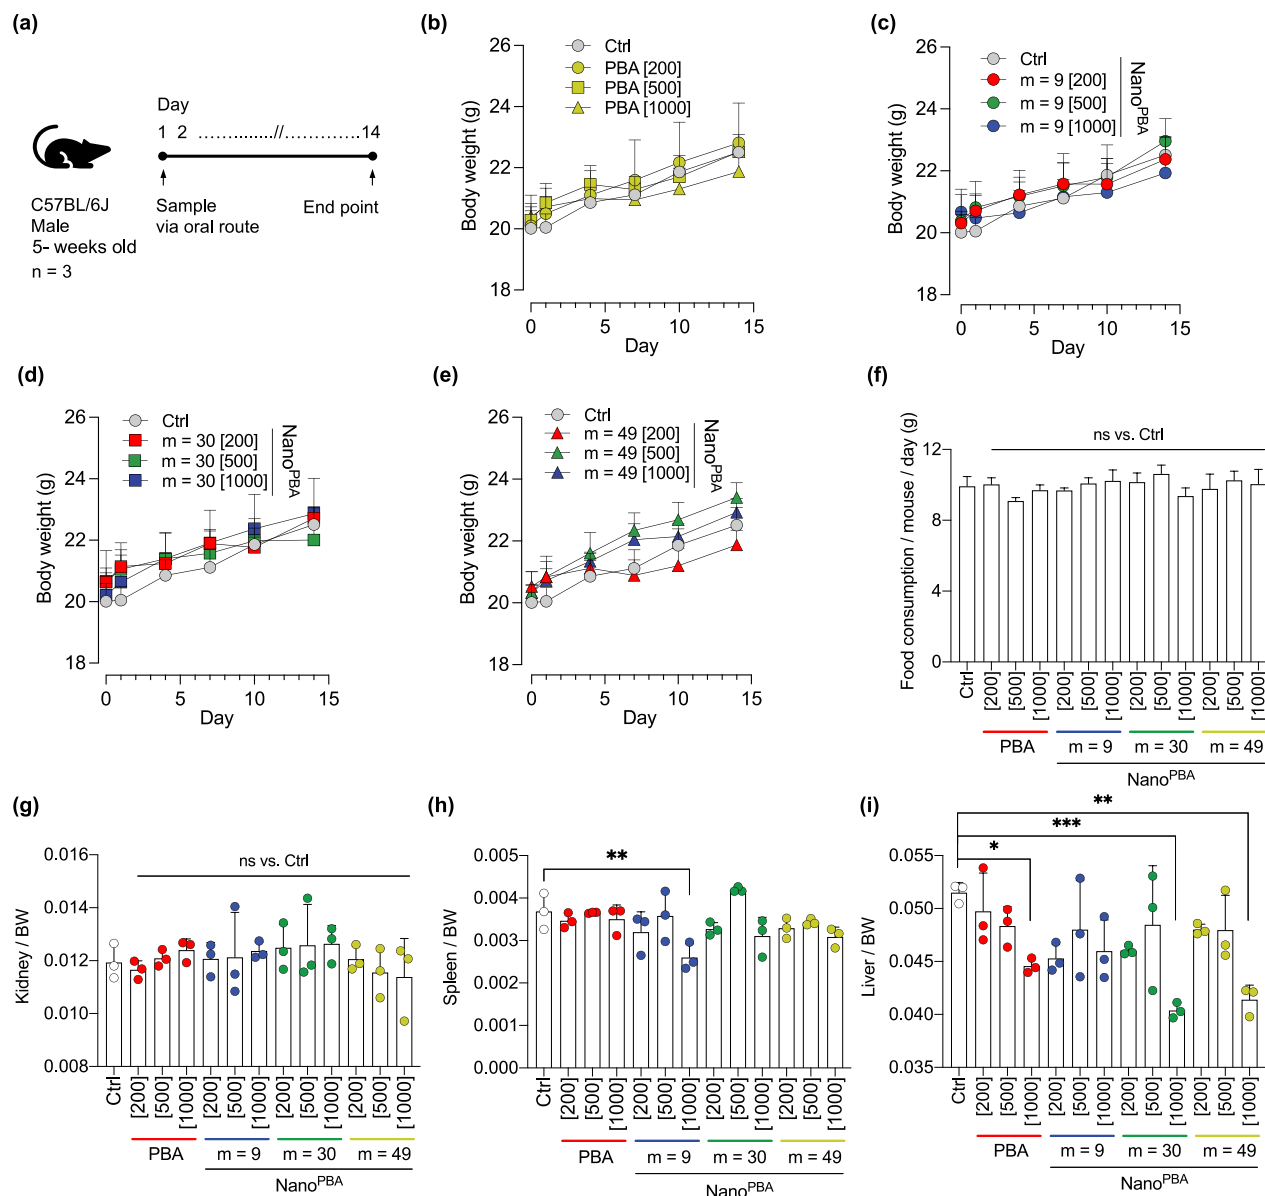 (a)
Day
1 2 ..............//............. 14
Sample
via oral route
End point
C57BL/6J
Male
5- weeks old
n = 3
(b)
Ctrl
PBA [200]
PBA [500]
PBA [1000]
Body weight (g)
26
24
22
20
18
0 5 10 15
Day
(c)
Ctrl
m = 9 [200]
m = 9 [500]
m = 9 [1000]
NanoPBA
Body weight (g)
26
24
22
20
18
0 5 10 15
Day
(d)
Ctrl
m = 30 [200]
m = 30 [500]
m = 30 [1000]
NanoPBA
Body weight (g)
26
24
22
20
18
0 5 10 15
Day
(e)
Ctrl
m = 49 [200]
m = 49 [500]
m = 49 [1000]
NanoPBA
Body weight (g)
26
24
22
20
18
0 5 10 15
Day
(f)
ns vs. Ctrl
Food consumption / mouse / day (g)
12
9
6
4
0
Ctrl [200] [500] [1000] [200] [500] [1000] [200] [500] [1000] [200] [500] [1000]
PBA m = 9 m = 30 m = 49
NanoPBA
(g)
ns vs. Ctrl
Kidney / BW
0.016
0.014
0.012
0.010
0.008
Ctrl [200] [500] [1000] [200] [500] [1000] [200] [500] [1000] [200] [500] [1000]
PBA m = 9 m = 30 m = 49
NanoPBA
(h)
**
Spleen / BW
0.005
0.004
0.003
0.002
0.001
0.000
Ctrl [200] [500] [1000] [200] [500] [1000] [200] [500] [1000] [200] [500] [1000]
PBA m = 9 m = 30 m = 49
NanoPBA
(i)
**
***
*
Liver / BW
0.055
0.050
0.045
0.040
0.035
Ctrl [200] [500] [1000] [200] [500] [1000] [200] [500] [1000] [200] [500] [1000]
PBA m = 9 m = 30 m = 49
NanoPBA